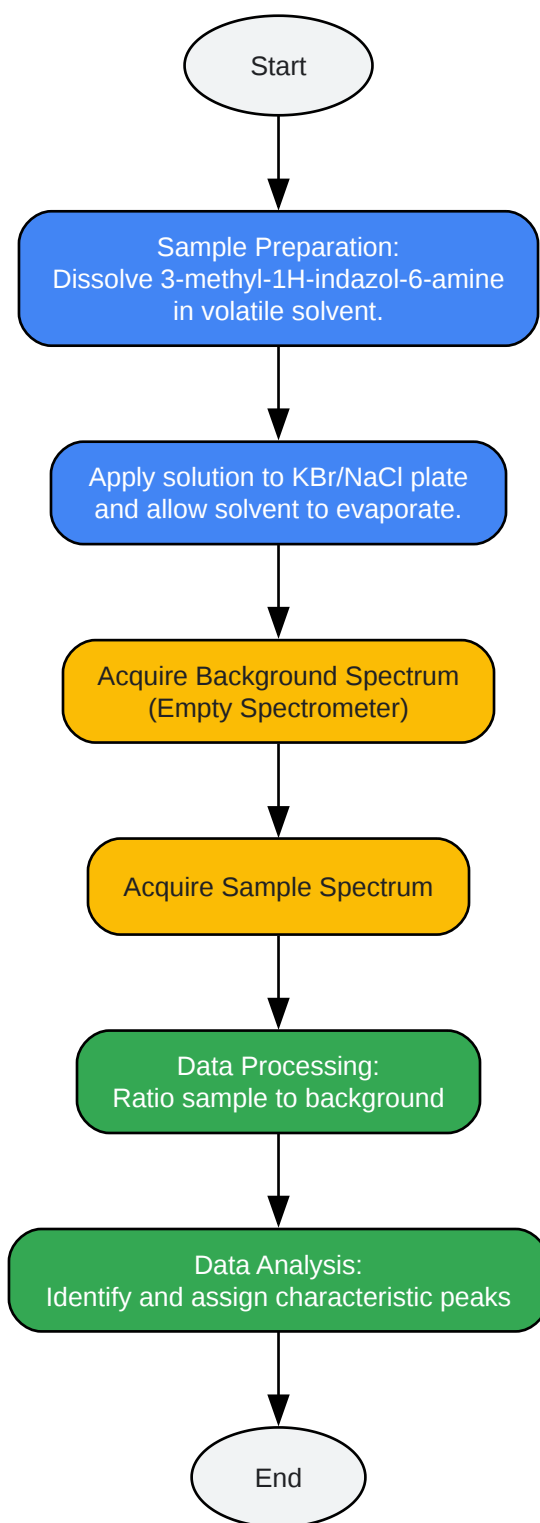 Start
Sample Preparation:
Dissolve 3-methyl-1H-indazol-6-amine
in volatile solvent.
Apply solution to KBr/NaCl plate
and allow solvent to evaporate.
Acquire Background Spectrum
(Empty Spectrometer)
Acquire Sample Spectrum
Data Processing:
Ratio sample to background
Data Analysis:
Identify and assign characteristic peaks
End